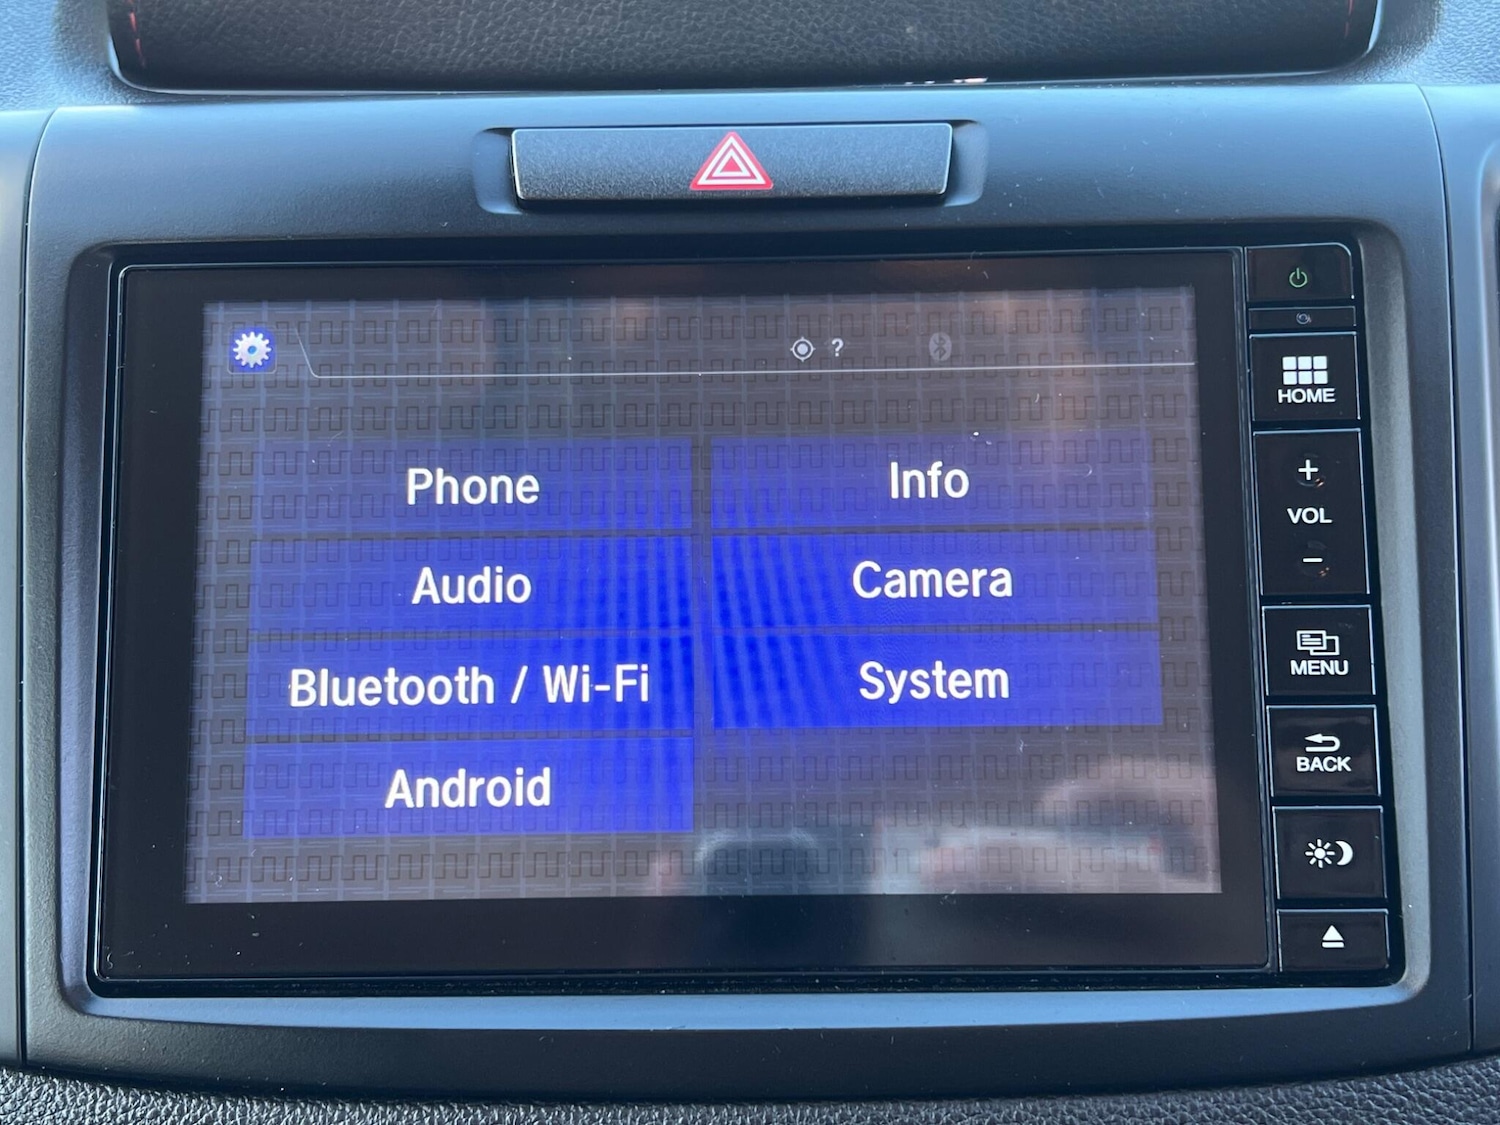 ?
Phone
Info
Audio
Camera
Bluetooth / Wi-Fi
System
Android
HOME
+
VOL
−
MENU
BACK